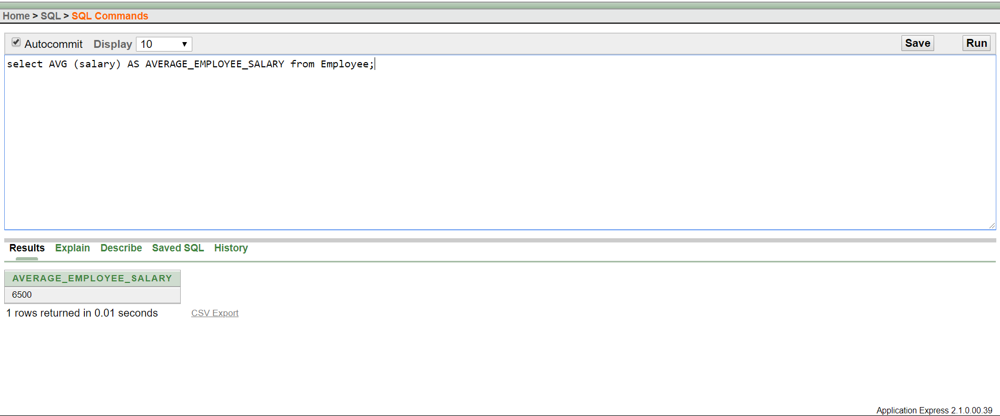 Home > SQL > SQL Commands
Autocommit Display 10 Save Run
select AVG (salary) AS AVERAGE_EMPLOYEE_SALARY from Employee;
Results Explain Describe Saved SQL History
AVERAGE_EMPLOYEE_SALARY
6500
1 rows returned in 0.01 seconds CSV Export
Application Express 2.1.0.00.39